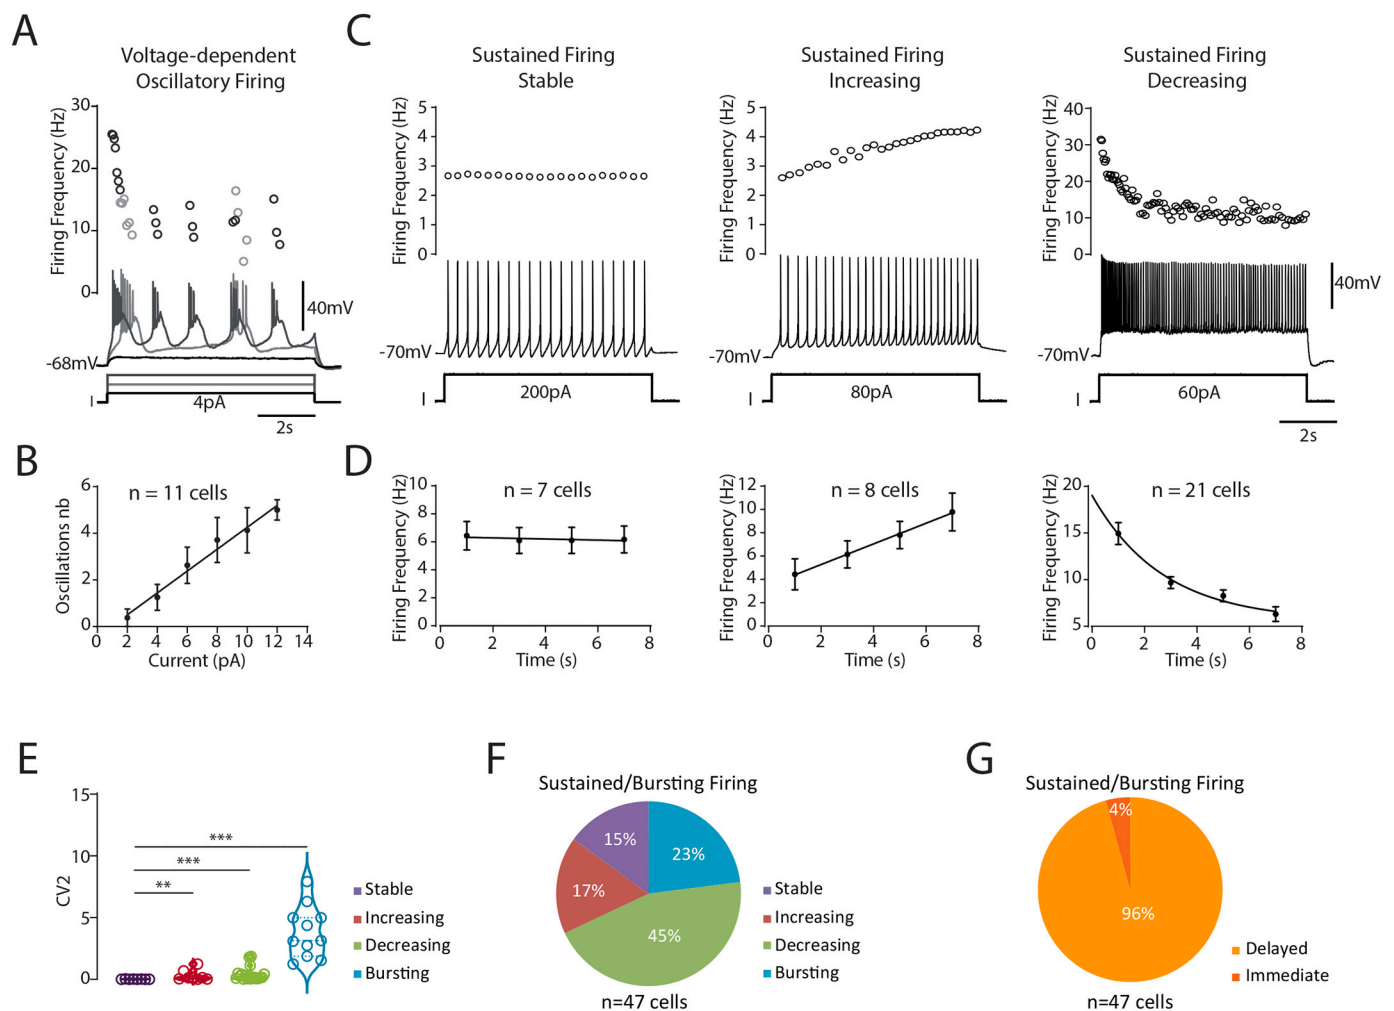 A
Voltage-dependent
Oscillatory Firing
Firing Frequency (Hz)
30
20
10
0
40mV
-68mV
I
4pA
2s
C
Sustained Firing
Stable
Firing Frequency (Hz)
5
4
3
2
1
0
-70mV
I
200pA
Sustained Firing
Increasing
Firing Frequency (Hz)
5
4
3
2
1
0
-70mV
I
80pA
Sustained Firing
Decreasing
Firing Frequency (Hz)
40
30
20
10
0
40mV
-70mV
I
60pA
2s
B
n = 11 cells
Oscillations nb
6
4
2
0
0 2 4 6 8 10 12 14
Current (pA)
D
n = 7 cells
Firing Frequency (Hz)
10
8
6
4
2
0
0 2 4 6 8
Time (s)
n = 8 cells
Firing Frequency (Hz)
12
10
8
6
4
2
0
0 2 4 6 8
Time (s)
n = 21 cells
Firing Frequency (Hz)
20
15
10
5
0 2 4 6 8
Time (s)
E
CV2
15
10
5
0
***
***
**
Stable
Increasing
Decreasing
Bursting
F
Sustained/Bursting Firing
15%
23%
17%
45%
Stable
Increasing
Decreasing
Bursting
n=47 cells
G
Sustained/Bursting Firing
4%
96%
Delayed
Immediate
n=47 cells